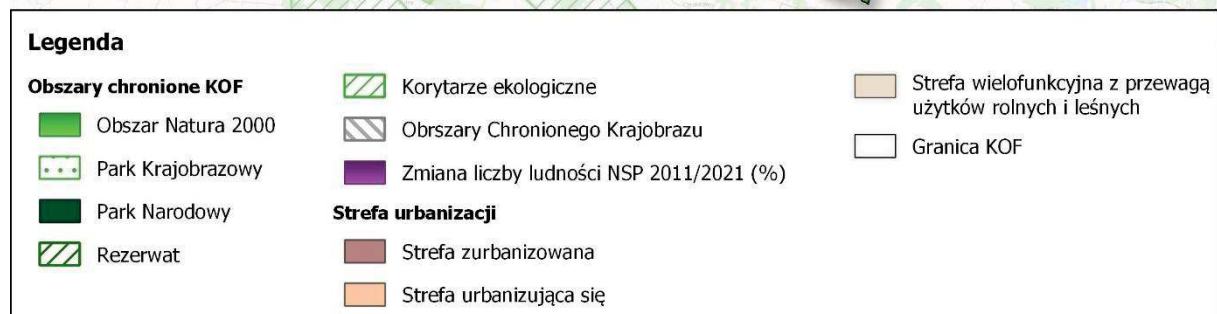 Legenda
Obszary chronione KOF
Obszar Natura 2000
Park Krajobrazowy
Park Narodowy
Rezerwat
Korytarze ekologiczne
Obrszary Chronionego Krajobrazu
Zmiana liczby ludności NSP 2011/2021 (%)
Strefa urbanizacji
Strefa zurbanizowana
Strefa urbanizująca się
Strefa wielofunkcyjna z przewagą
użytków rolnych i leśnych
Granica KOF